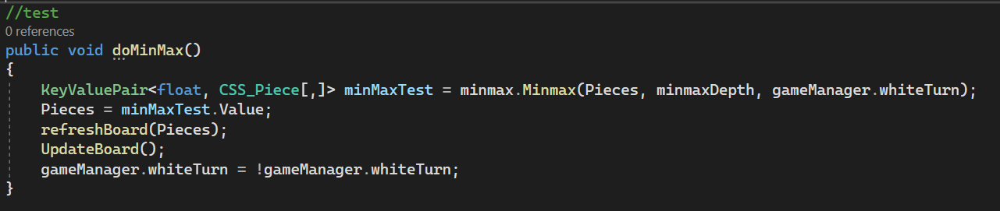 //test
0 references
public void doMinMax()
{
KeyValuePair<float, CSS_Piece[,]> minMaxTest = minmax.Minmax(Pieces, minmaxDepth, gameManager.whiteTurn);
Pieces = minMaxTest.Value;
refreshBoard(Pieces);
UpdateBoard();
gameManager.whiteTurn = !gameManager.whiteTurn;
}